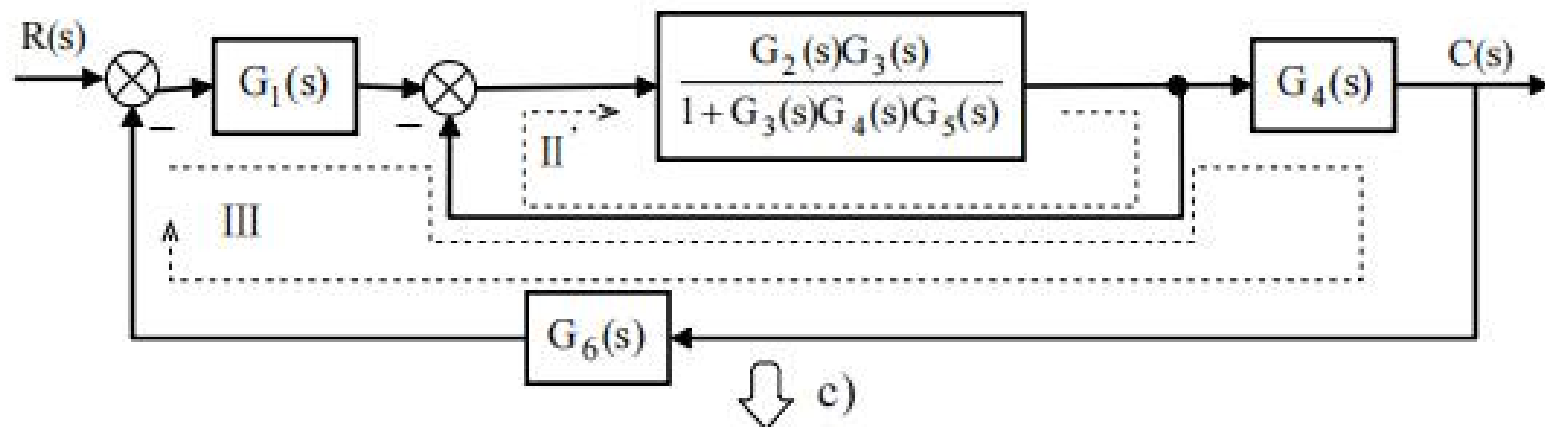 R(s)
G₁(s)
G₂(s)G₃(s)
1+G₃(s)G₄(s)G₅(s)
G₄(s)
C(s)
−
−
II'
III
G₆(s)
c)